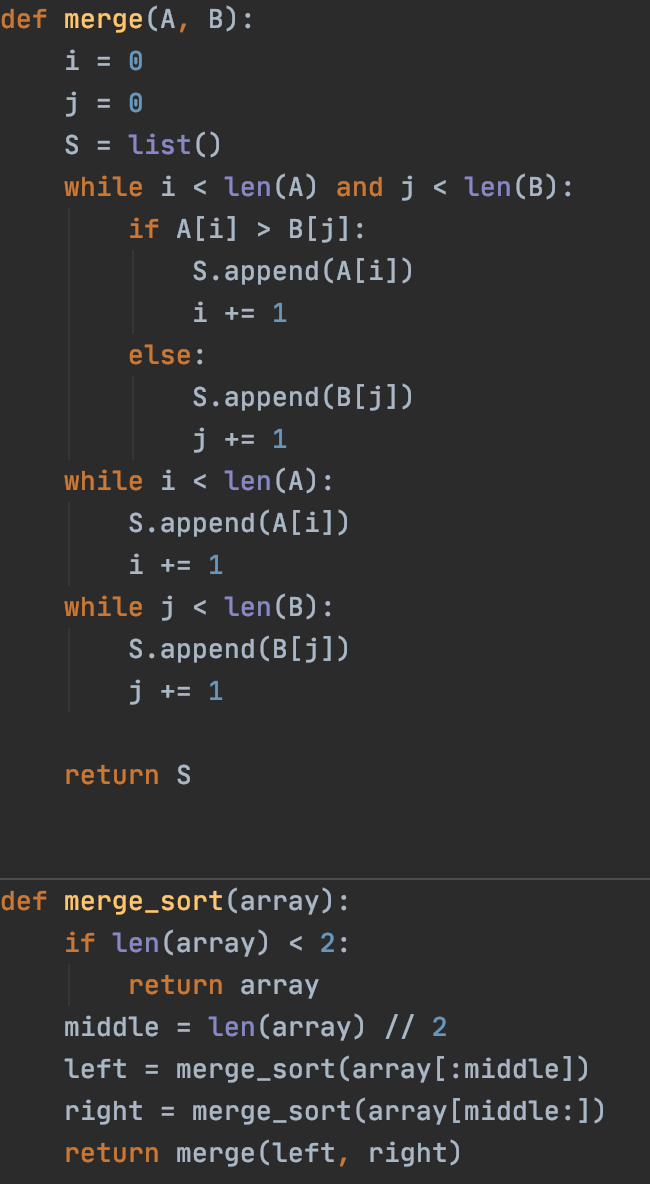 def merge(A, B):
    i = 0
    j = 0
    S = list()
    while i < len(A) and j < len(B):
        if A[i] > B[j]:
            S.append(A[i])
            i += 1
        else:
            S.append(B[j])
            j += 1
    while i < len(A):
        S.append(A[i])
        i += 1
    while j < len(B):
        S.append(B[j])
        j += 1

    return S


def merge_sort(array):
    if len(array) < 2:
        return array
    middle = len(array) // 2
    left = merge_sort(array[:middle])
    right = merge_sort(array[middle:])
    return merge(left, right)